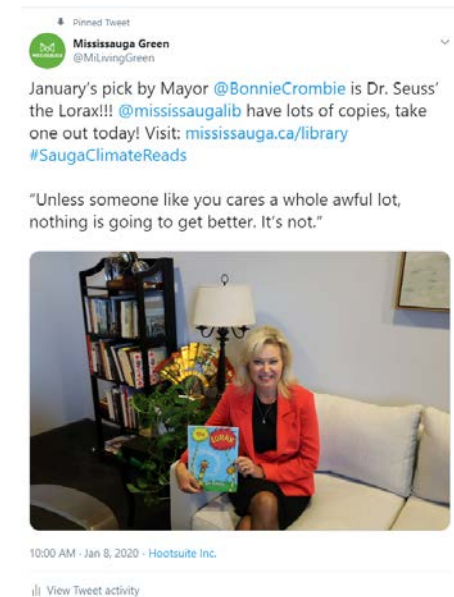 Pinned Tweet
Mississauga Green
@MiLivingGreen
January's pick by Mayor @BonnieCrombie is Dr. Seuss'
the Lorax!!! @mississaugalib have lots of copies, take
one out today! Visit: mississauga.ca/library
#SaugaClimateReads
“Unless someone like you cares a whole awful lot,
nothing is going to get better. It's not.”
The
LORAX
10:00 AM - Jan 8, 2020 - Hootsuite Inc.
View Tweet activity